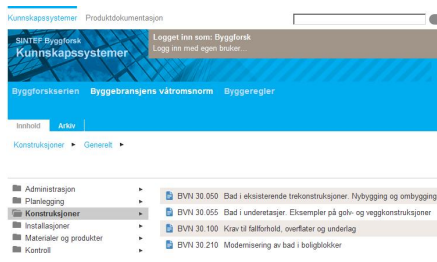 Kunnskapssystemer Produktdokumentasjon
SINTEF Byggforsk
Kunnskapssystemer
Logget inn som: Byggforsk
Logg inn med egen bruker...
Byggforskserien Byggebransjens våtromsnorm Byggeregler
Innhold Arkiv
Konstruksjoner Generelt
Administrasjon
Planlegging
Konstruksjoner
Installasjoner
Materialer og produkter
Kontroll
BVN 30.050 Bad i eksisterende trekonstruksjoner. Nybygging og ombygging
BVN 30.055 Bad i underetasjer. Eksempler på golv- og veggkonstruksjoner
BVN 30.100 Krav til fallforhold, overflater og underlag
BVN 30.210 Modernisering av bad i boligblokker